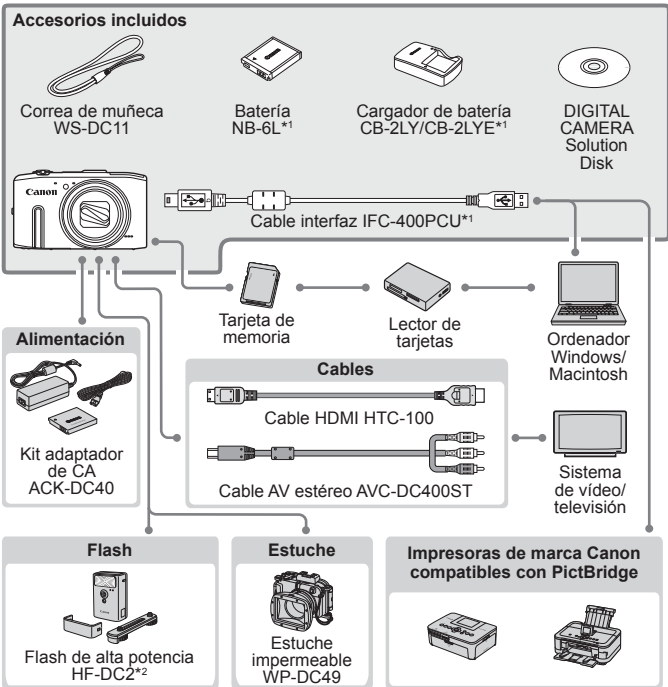 Accesorios incluidos
Correa de muñeca
WS-DC11
Batería
NB-6L*1
Cargador de batería
CB-2LY/CB-2LYE*1
DIGITAL
CAMERA
Solution
Disk
Canon
Cable interfaz IFC-400PCU*1
Tarjeta de
memoria
Lector de
tarjetas
Ordenador
Windows/
Macintosh
Alimentación
Kit adaptador
de CA
ACK-DC40
Cables
Cable HDMI HTC-100
Cable AV estéreo AVC-DC400ST
Sistema
de vídeo/
televisión
Flash
Flash de alta potencia
HF-DC2*2
Estuche
Estuche
impermeable
WP-DC49
Impresoras de marca Canon
compatibles con PictBridge